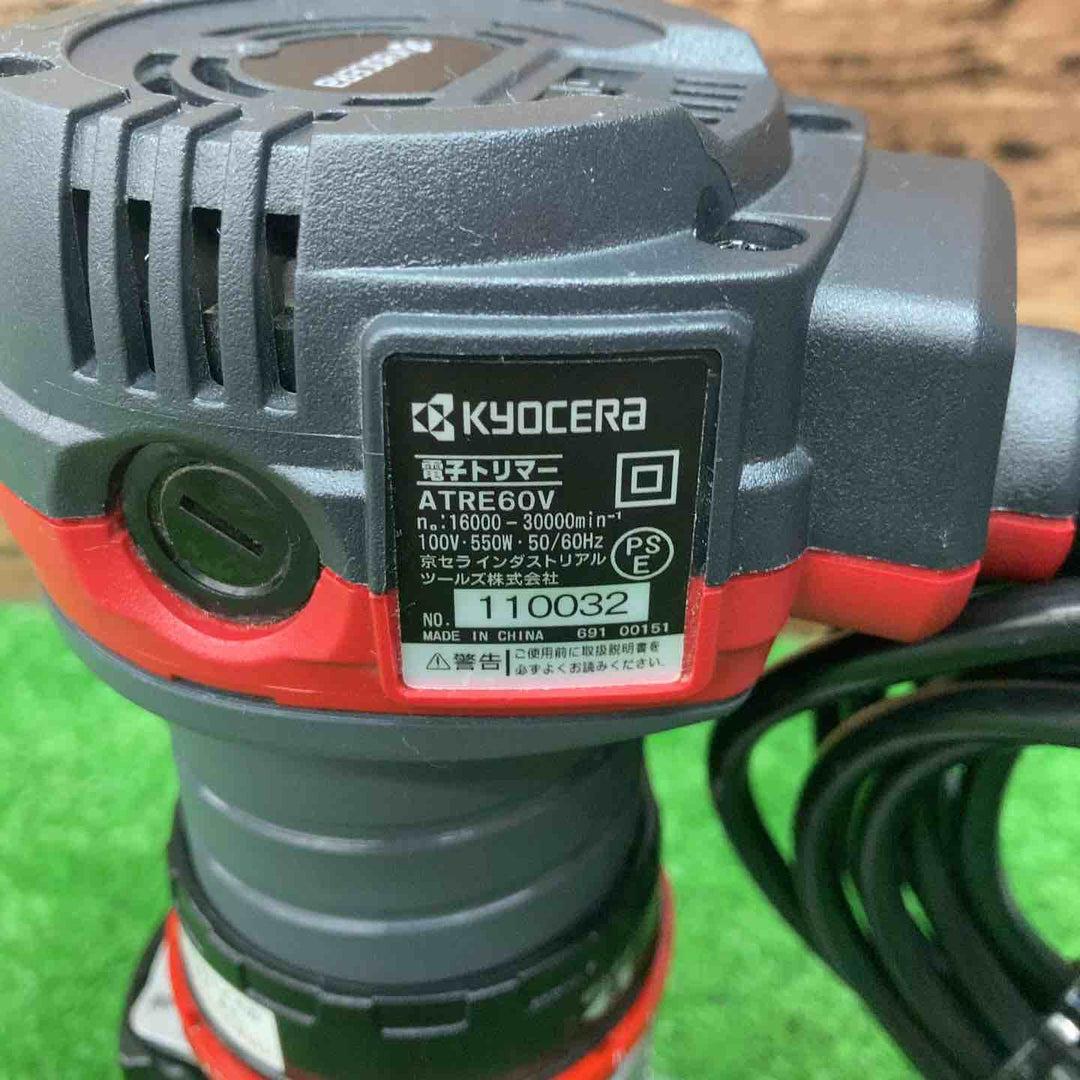 KYOCERA
電子トリマー
ATRE60V
n₀:16000-30000min⁻¹
100V·550W·50/60Hz
PS
E
京セラインダストリアル
ツールズ株式会社
NO. 110032
MADE IN CHINA 691 00151
⚠警告 ご使用前に取扱説明書を
必ずよくお読みください.